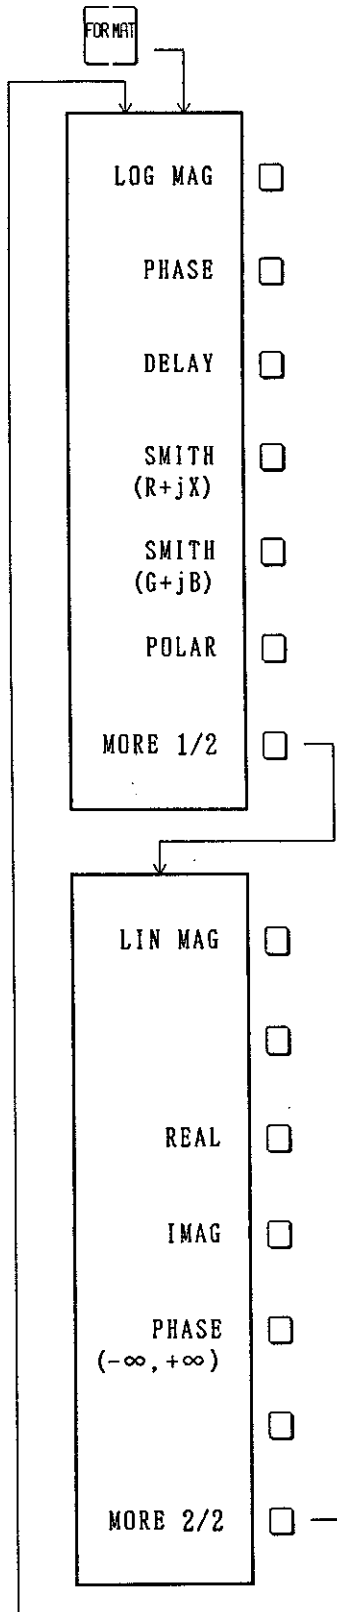 FORMAT
LOG MAG
PHASE
DELAY
SMITH
(R+jX)
SMITH
(G+jB)
POLAR
MORE 1/2
LIN MAG
REAL
IMAG
PHASE
(-∞,+∞)
MORE 2/2